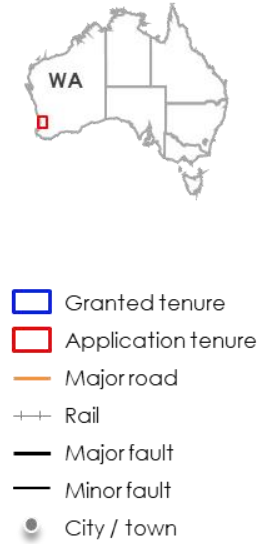 WA
Granted tenure
Application tenure
Major road
Rail
Major fault
Minor fault
City / town